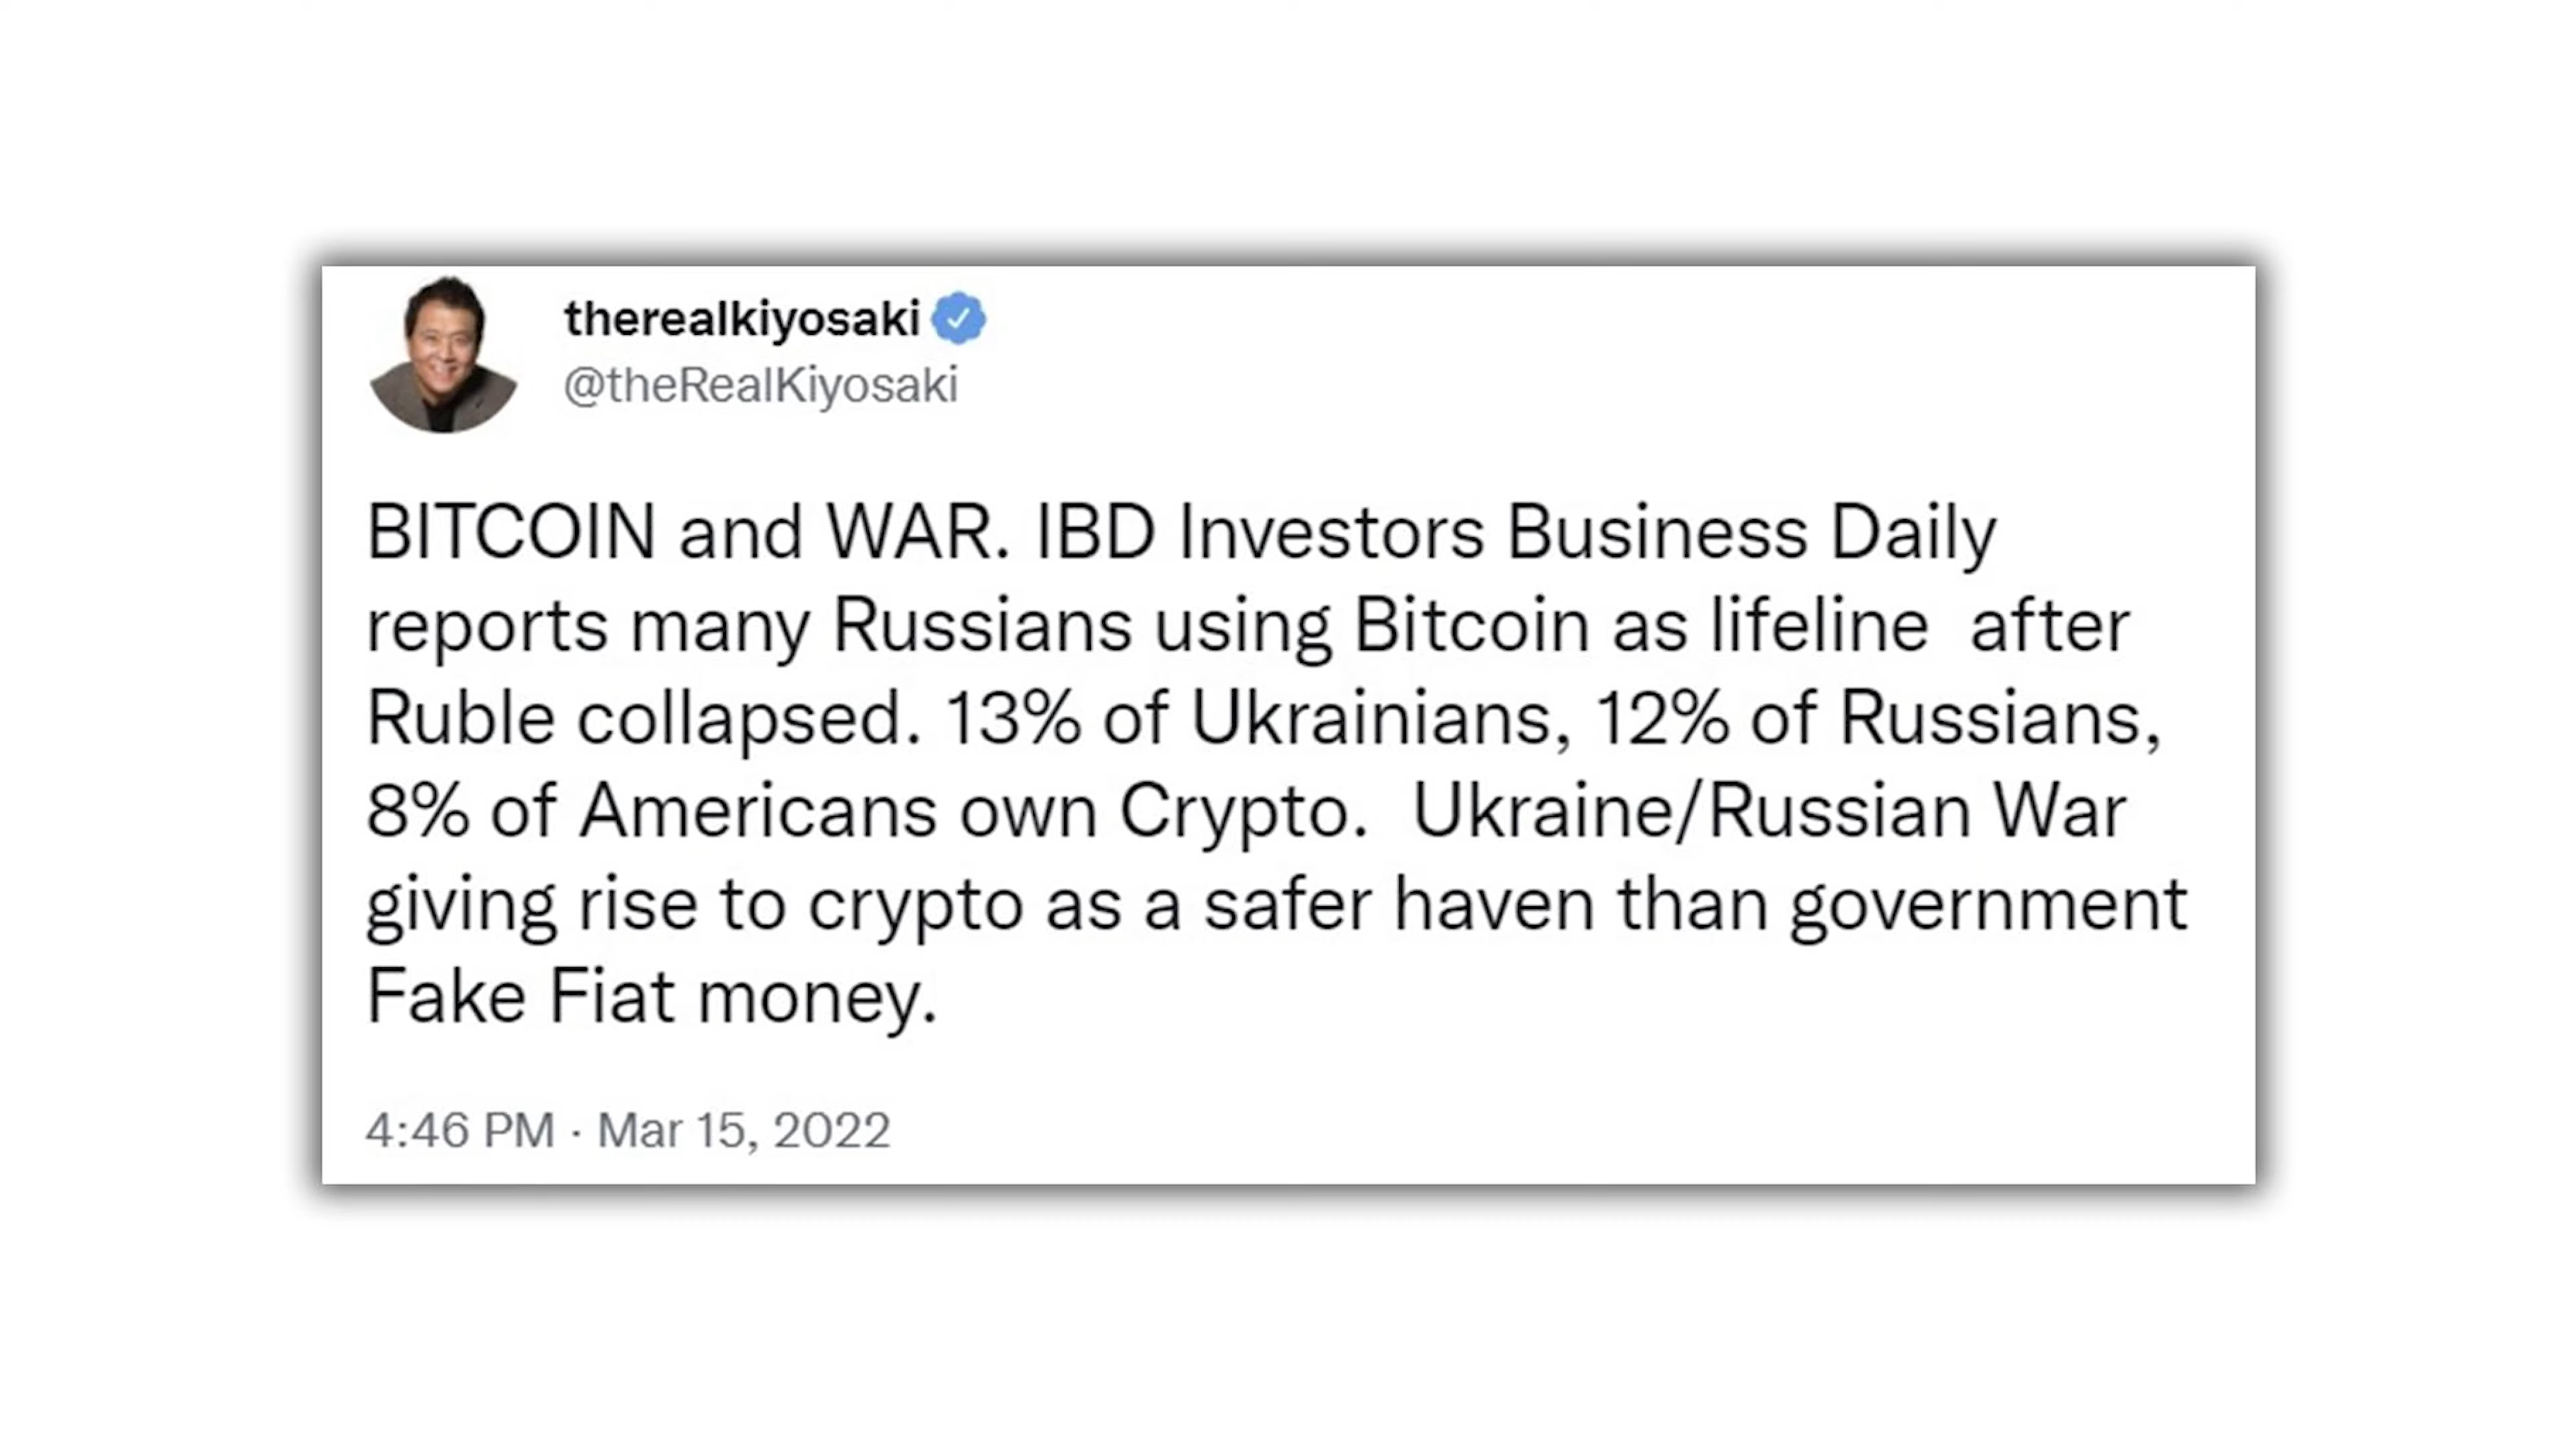 therealkiyosaki
@theRealKiyosaki
BITCOIN and WAR. IBD Investors Business Daily
reports many Russians using Bitcoin as lifeline  after
Ruble collapsed. 13% of Ukrainians, 12% of Russians,
8% of Americans own Crypto.  Ukraine/Russian War
giving rise to crypto as a safer haven than government
Fake Fiat money.
4:46 PM · Mar 15, 2022